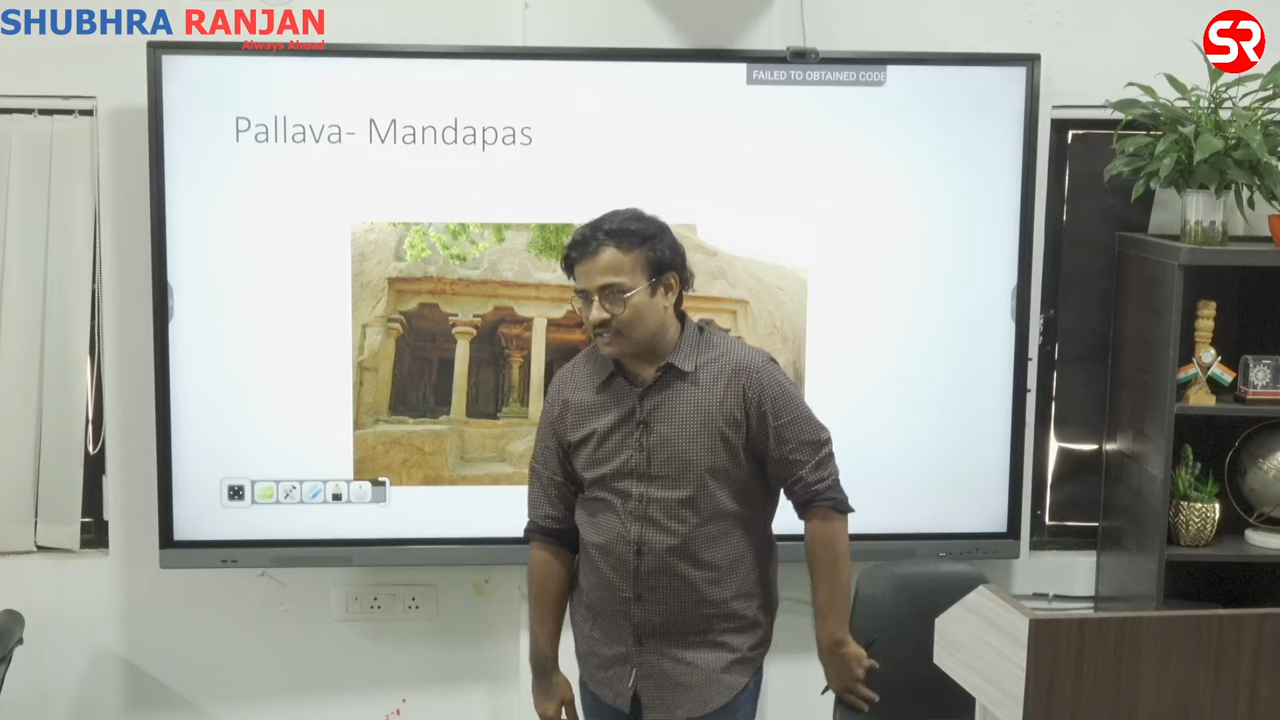 SHUBHRA RANJAN
Always Ahead
SR
FAILED TO OBTAINED CODE
Pallava- Mandapas